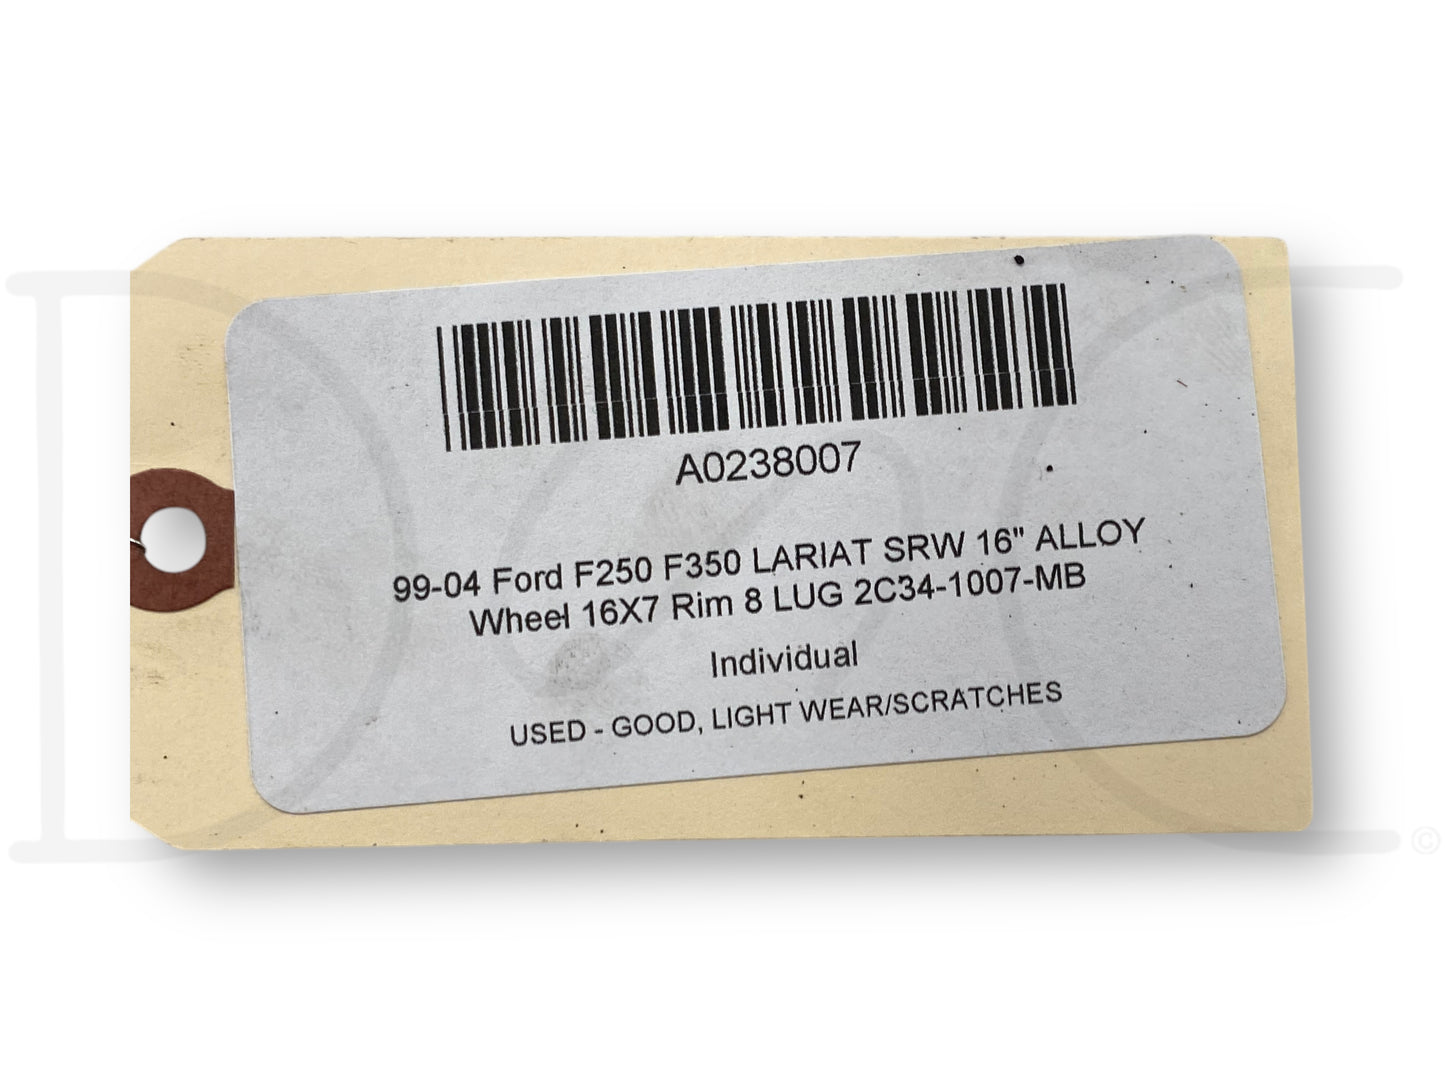 A0238007
99-04 Ford F250 F350 LARIAT SRW 16" ALLOY
Wheel 16X7 Rim 8 LUG 2C34-1007-MB
Individual
USED - GOOD, LIGHT WEAR/SCRATCHES
©